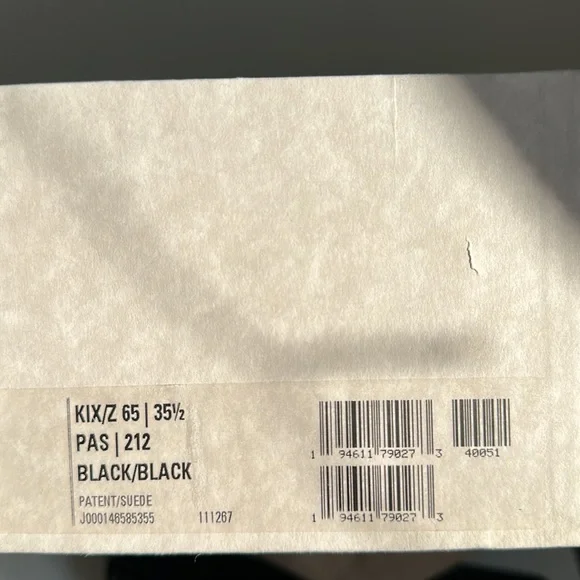 KIX/Z 65 | 35½
PAS | 212
BLACK/BLACK
PATENT/SUEDE
J000146585355 111267
1 94611 79027 3
40051
1 94611 79027 3